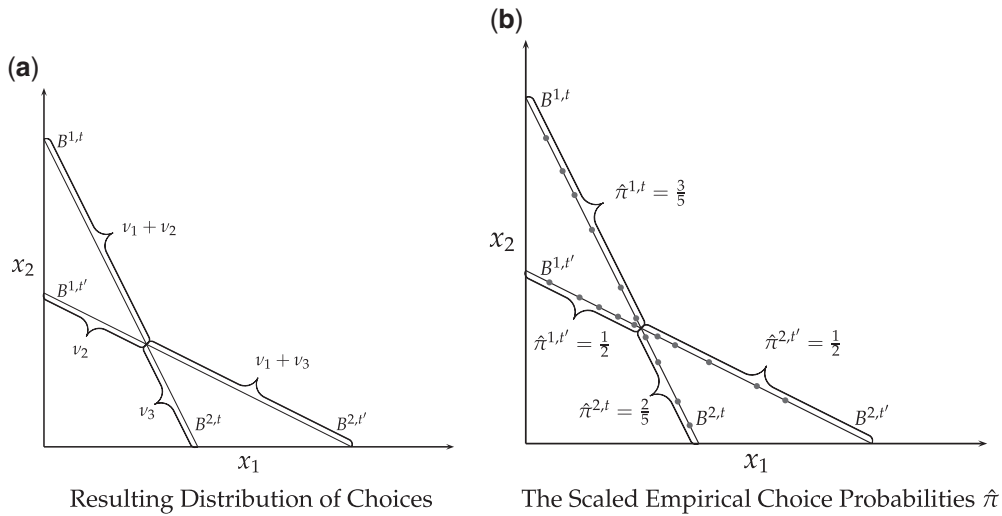 (a)
B^{1,t}
ν₁ + ν₂
x₂
B^{1,t′}
ν₂
ν₁ + ν₃
ν₃
B^{2,t}
B^{2,t′}
x₁
Resulting Distribution of Choices
(b)
B^{1,t}
π̂^{1,t} = 3/5
x₂
B^{1,t′}
π̂^{1,t′} = 1/2
π̂^{2,t′} = 1/2
π̂^{2,t} = 2/5
B^{2,t}
B^{2,t′}
x₁
The Scaled Empirical Choice Probabilities π̂